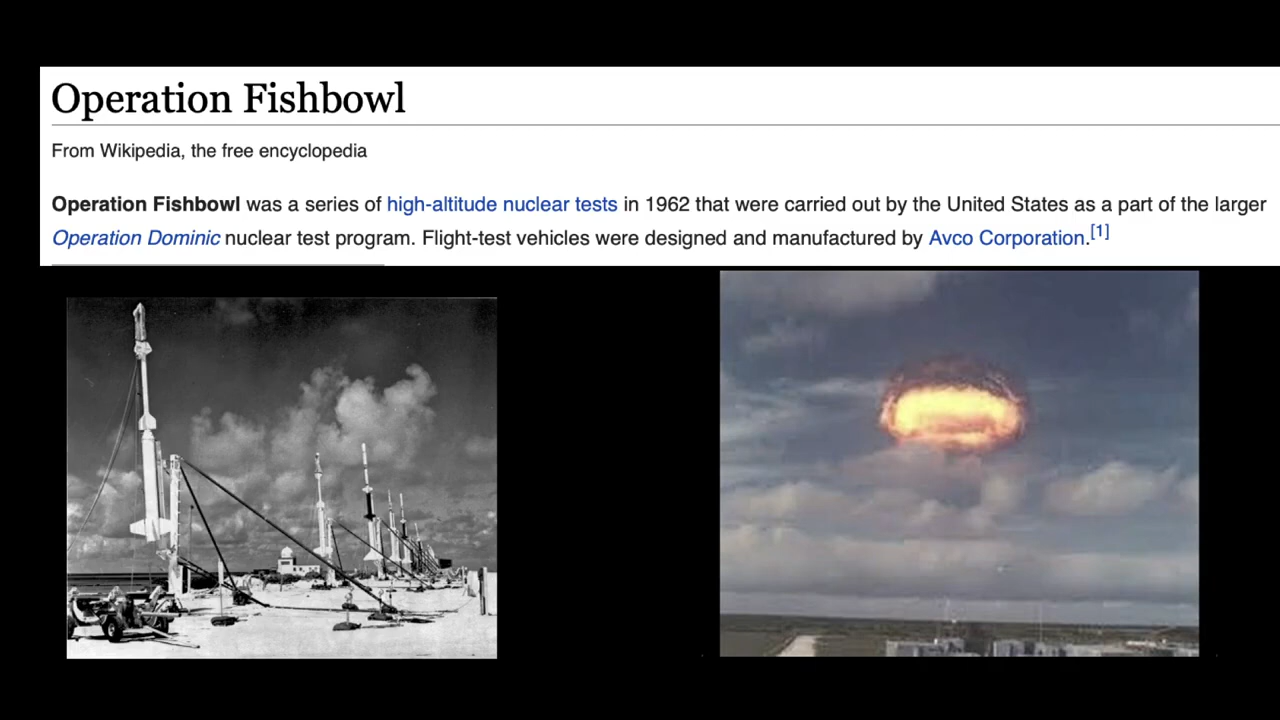 Operation Fishbowl
From Wikipedia, the free encyclopedia
Operation Fishbowl was a series of high-altitude nuclear tests in 1962 that were carried out by the United States as a part of the larger
Operation Dominic nuclear test program. Flight-test vehicles were designed and manufactured by Avco Corporation.[1]